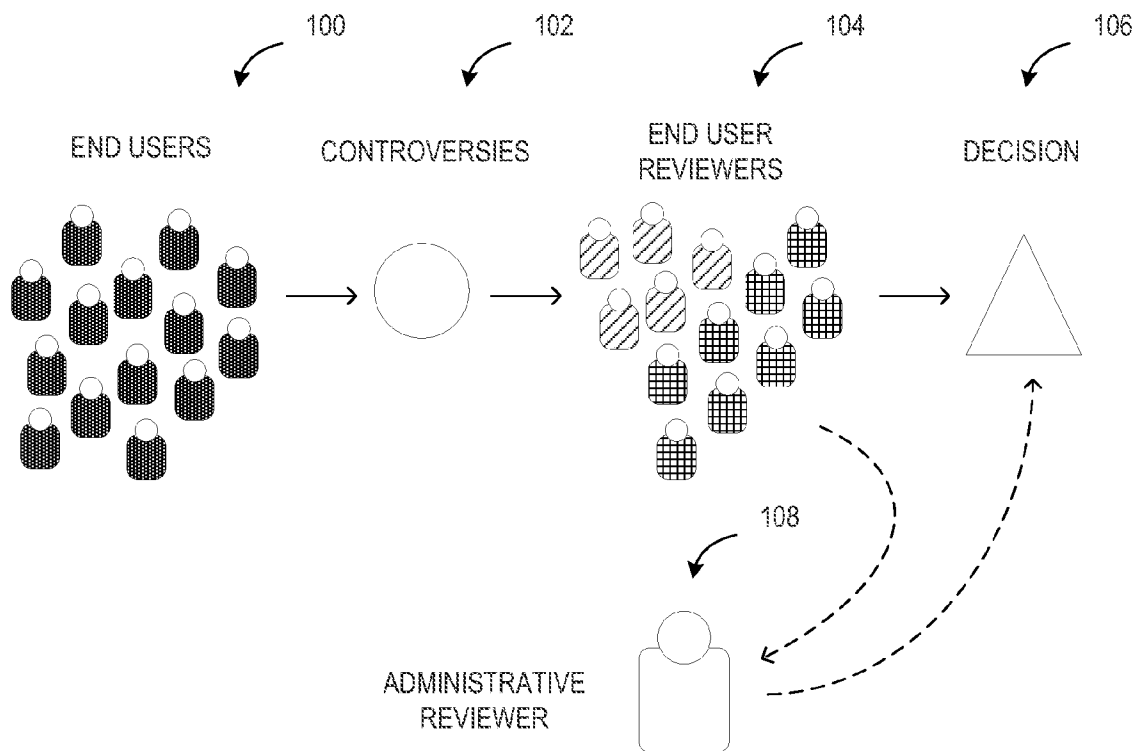 100
102
104
106
END USERS
CONTROVERSIES
END USER
REVIEWERS
DECISION
108
ADMINISTRATIVE
REVIEWER